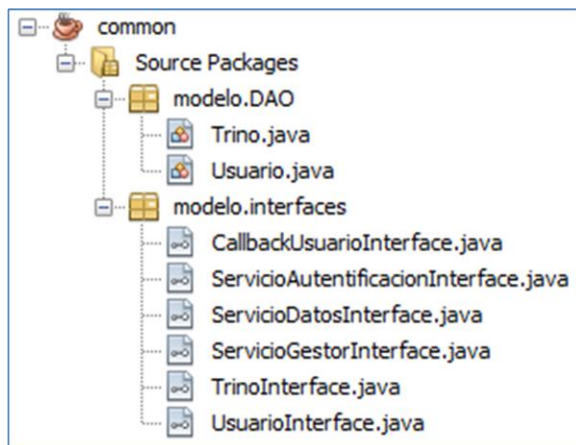 common
Source Packages
modelo.DAO
Trino.java
Usuario.java
modelo.interfaces
CallbackUsuarioInterface.java
ServicioAutentificacionInterface.java
ServicioDatosInterface.java
ServicioGestorInterface.java
TrinoInterface.java
UsuarioInterface.java